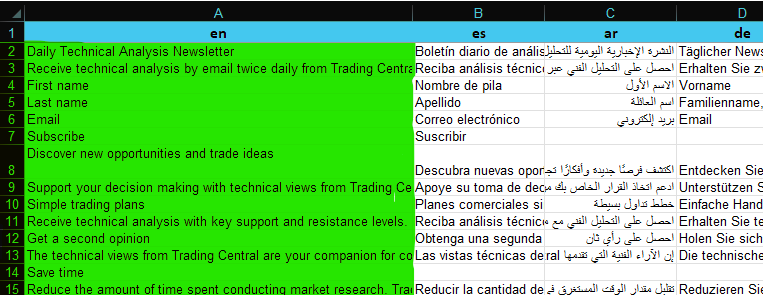 A B C D
1 en es ar de
2 Daily Technical Analysis Newsletter Boletín diario de anális النشرة الإخبارية اليومية للتحليل Täglicher News
3 Receive technical analysis by email twice daily from Trading Centra Reciba análisis técnico احصل على التحليل الفني عبر Erhalten Sie zv
4 First name Nombre de pila الاسم الأول Vorname
5 Last name Apellido اسم العائلة Familienname,
6 Email Correo electrónico بريد إلكتروني Email
7 Subscribe Suscribir
8 Discover new opportunities and trade ideas Descubra nuevas opor اكتشف فرصًا جديدة وأفكارًا تج Entdecken Sie
9 Support your decision making with technical views from Trading Ce Apoye su toma de dec ادعم اتخاذ القرار الخاص بك م Unterstützen S
10 Simple trading plans Planes comerciales si خطط تداول بسيطة Einfache Hand
11 Receive technical analysis with key support and resistance levels. Reciba análisis técnico احصل على التحليل الفني مع Erhalten Sie te
12 Get a second opinion Obtenga una segunda احصل على رأي ثان Holen Sie sich
13 The technical views from Trading Central are your companion for co Las vistas técnicas de ral إن الآراء الفنية التي تقدمها Die technische
14 Save time
15 Reduce the amount of time spent conducting market research. Tra Reducir la cantidad de تقليل مقدار الوقت المستغرق في Reduzieren Sie